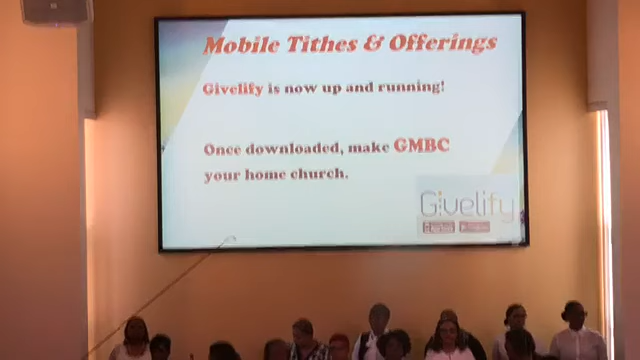 Mobile Tithes & Offerings
Givelify is now up and running!
Once downloaded, make GMBC
your home church.
Givelify